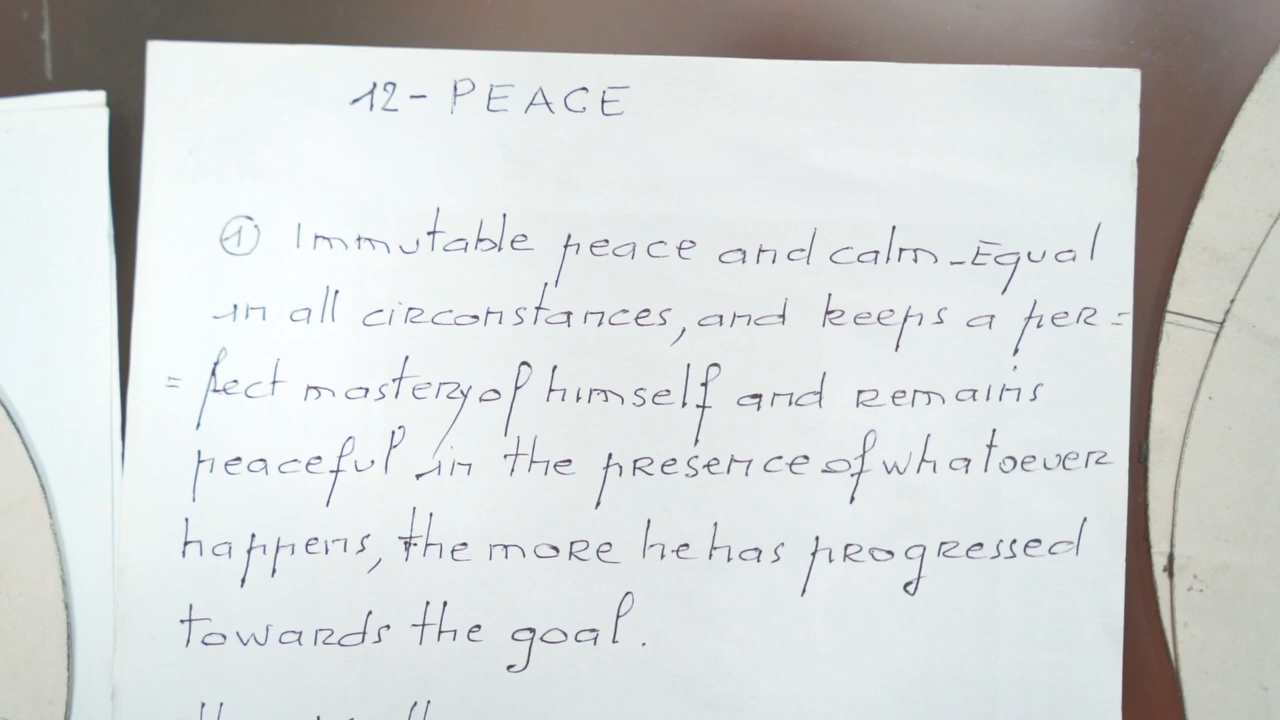 12- PEACE
① Immutable peace and calm - Equal
in all circonstances, and keeps a per=
= fect mastery of himself and remains
peaceful in the presence of whatoever
happens, the more he has progressed
towards the goal.